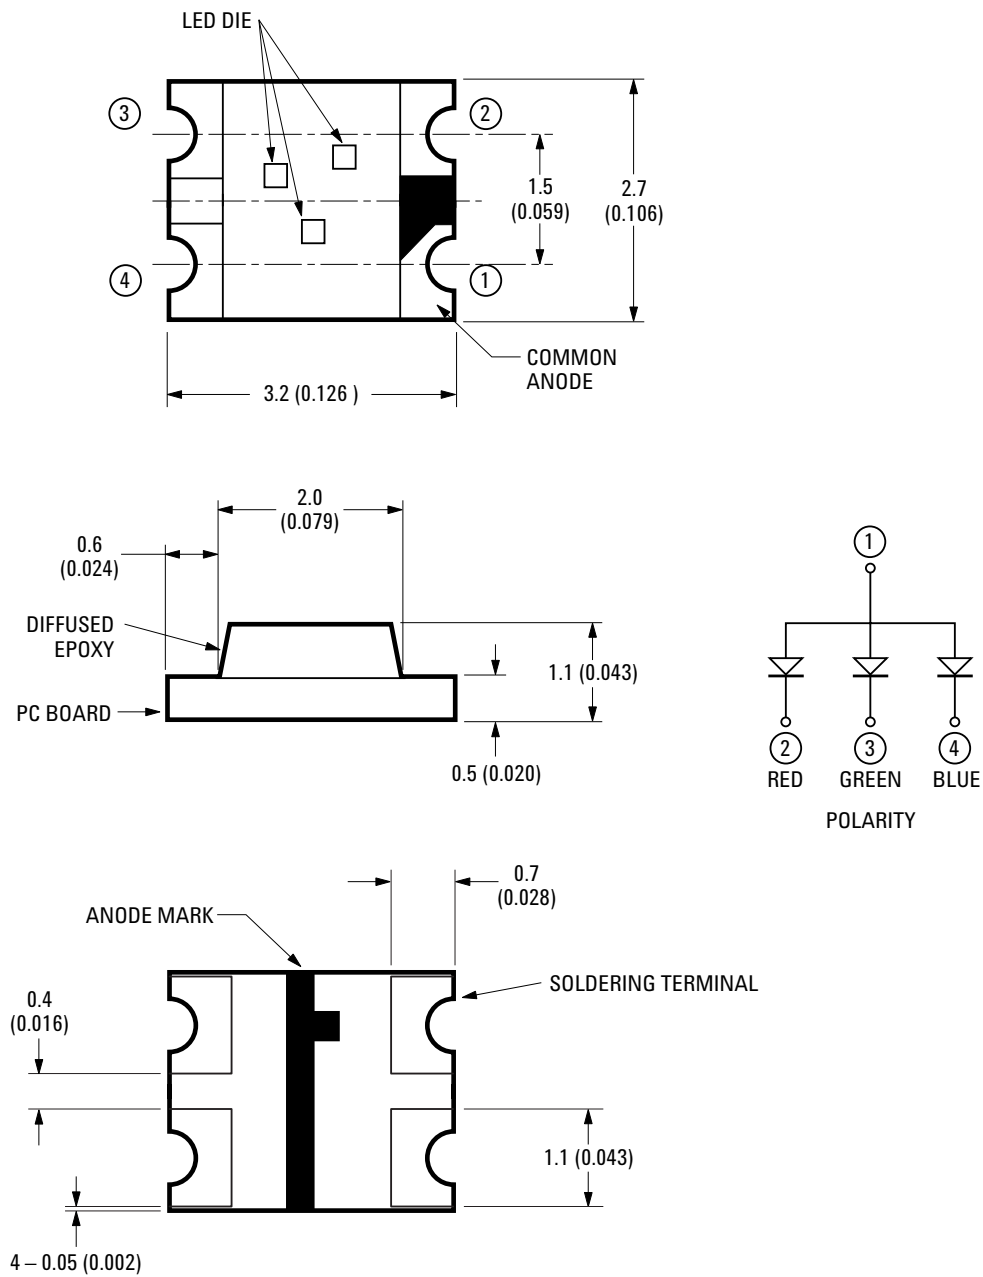 LED DIE
3
2
1.5
(0.059)
2.7
(0.106)
4
1
COMMON
ANODE
3.2 (0.126 )
2.0
(0.079)
0.6
(0.024)
DIFFUSED
EPOXY
1.1 (0.043)
PC BOARD
0.5 (0.020)
1
2
3
4
RED
GREEN
BLUE
POLARITY
0.7
(0.028)
ANODE MARK
SOLDERING TERMINAL
0.4
(0.016)
1.1 (0.043)
4 – 0.05 (0.002)